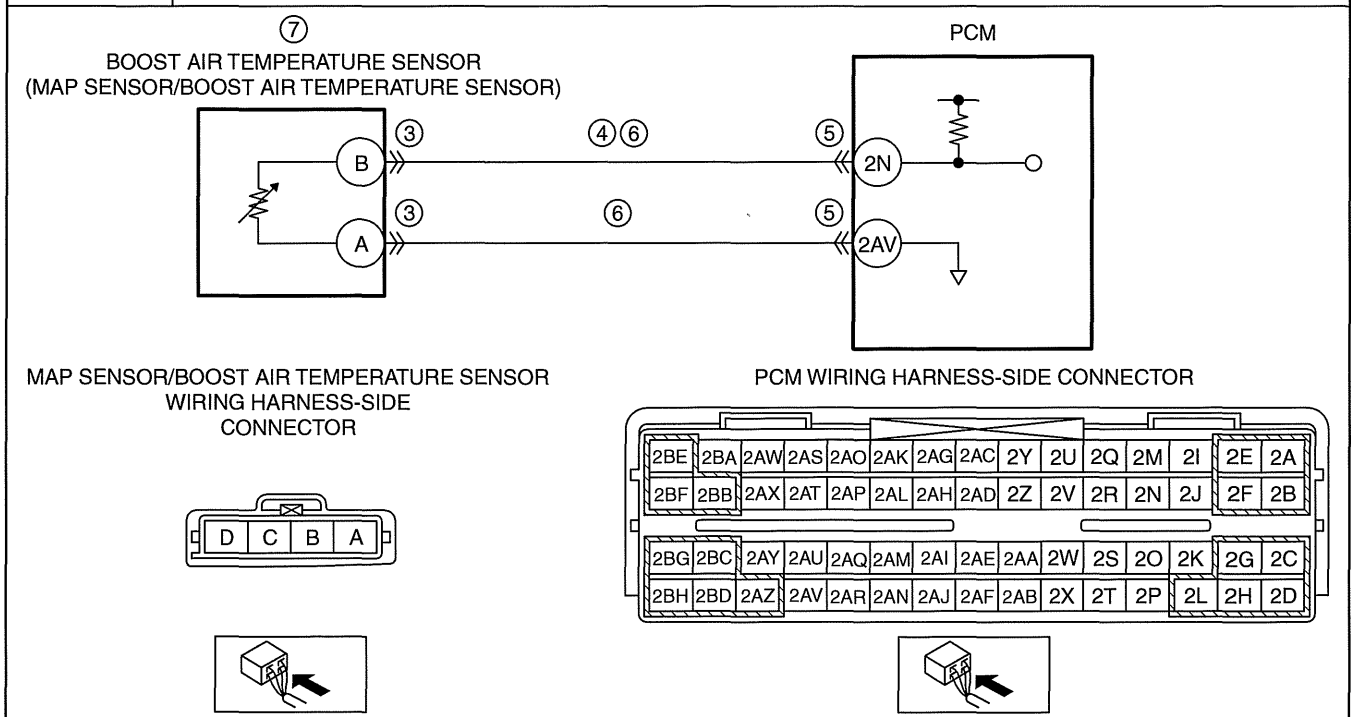 ⑦
BOOST AIR TEMPERATURE SENSOR
(MAP SENSOR/BOOST AIR TEMPERATURE SENSOR)
PCM
③ ④ ⑥ ⑤
B 2N
③ ⑥ ⑤
A 2AV
MAP SENSOR/BOOST AIR TEMPERATURE SENSOR
WIRING HARNESS-SIDE
CONNECTOR
D C B A
PCM WIRING HARNESS-SIDE CONNECTOR
2BE 2BA 2AW 2AS 2AO 2AK 2AG 2AC 2Y 2U 2Q 2M 2I 2E 2A
2BF 2BB 2AX 2AT 2AP 2AL 2AH 2AD 2Z 2V 2R 2N 2J 2F 2B
2BG 2BC 2AY 2AU 2AQ 2AM 2AI 2AE 2AA 2W 2S 2O 2K 2G 2C
2BH 2BD 2AZ 2AV 2AR 2AN 2AJ 2AF 2AB 2X 2T 2P 2L 2H 2D